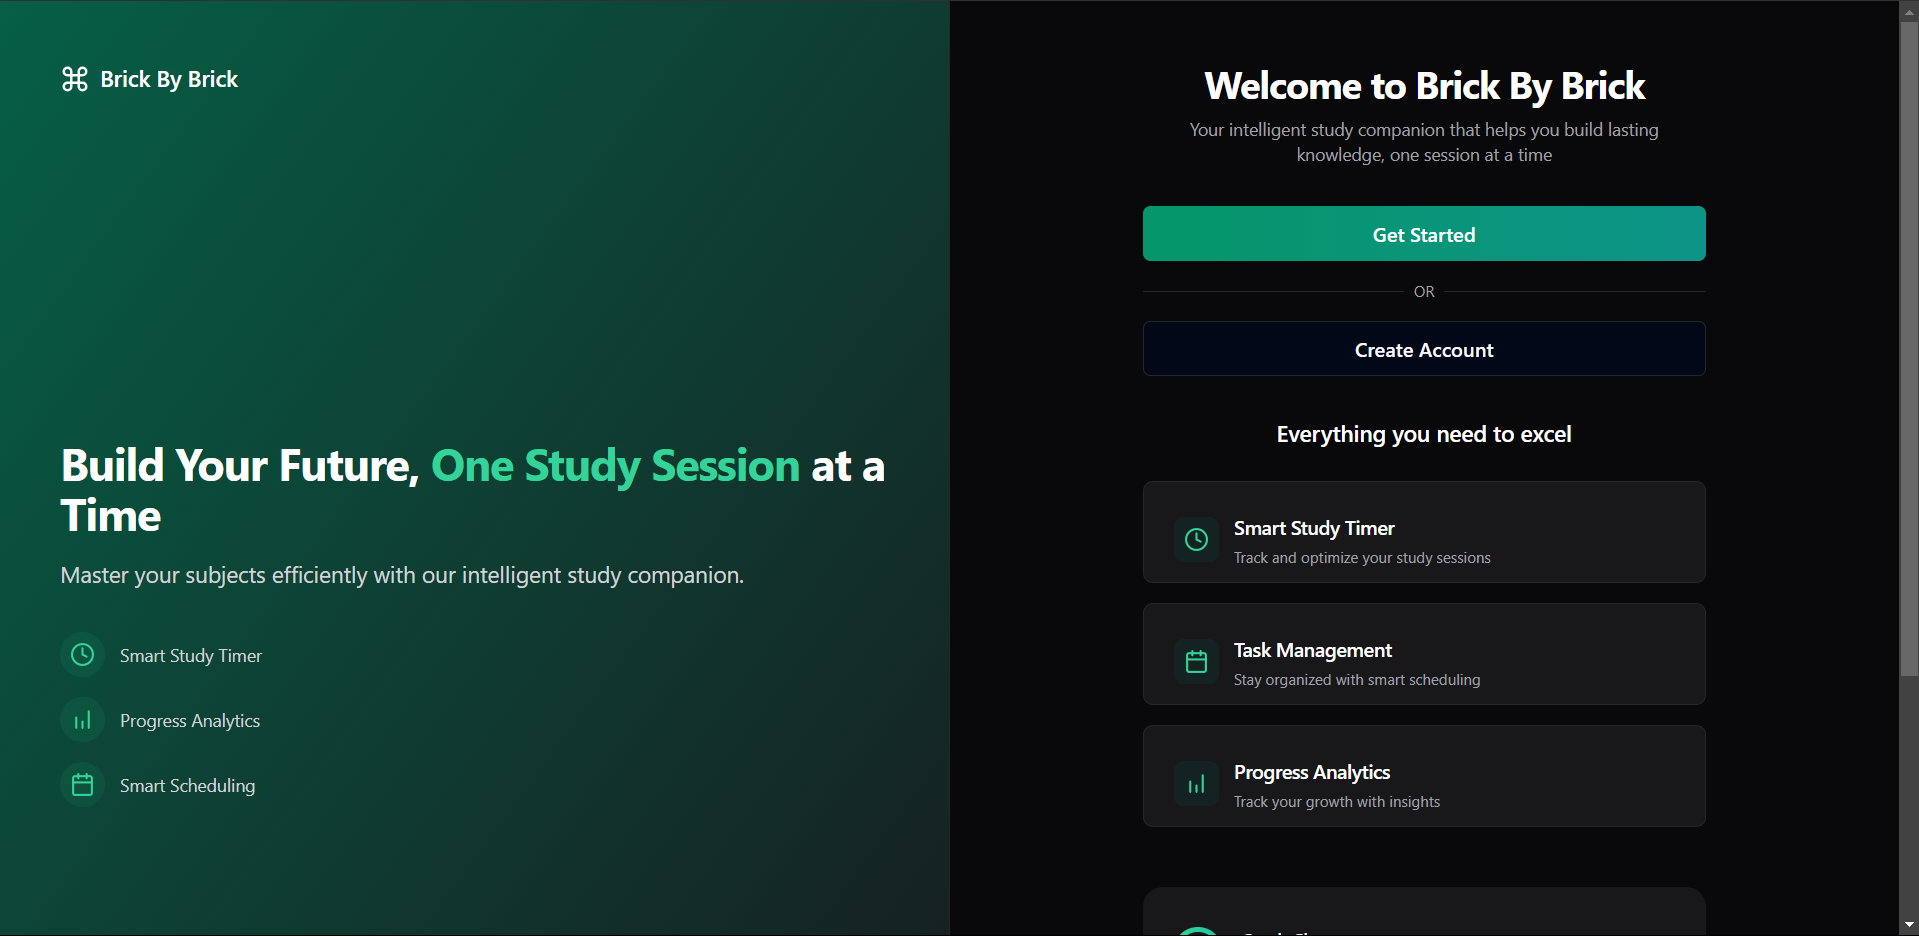 Brick By Brick
Build Your Future, One Study Session at a
Time
Master your subjects efficiently with our intelligent study companion.
Smart Study Timer
Progress Analytics
Smart Scheduling
Welcome to Brick By Brick
Your intelligent study companion that helps you build lasting
knowledge, one session at a time
Get Started
OR
Create Account
Everything you need to excel
Smart Study Timer
Track and optimize your study sessions
Task Management
Stay organized with smart scheduling
Progress Analytics
Track your growth with insights